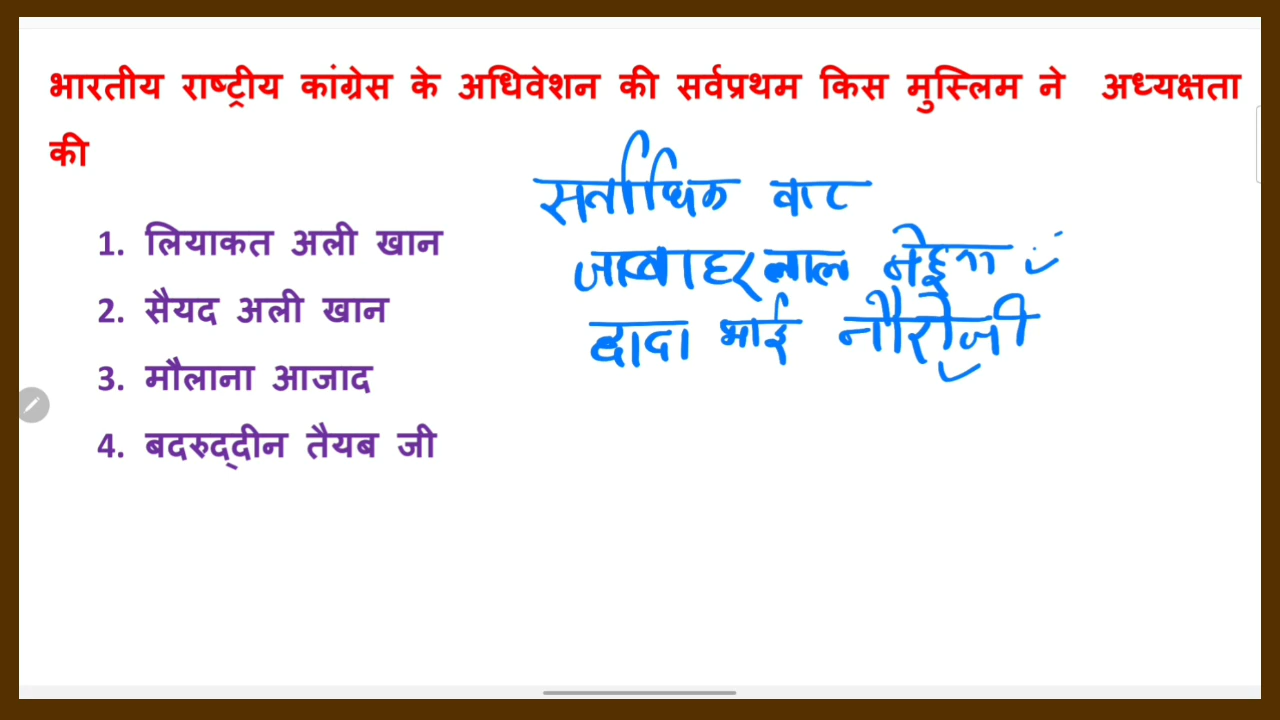 भारतीय राष्ट्रीय कांग्रेस के अधिवेशन की सर्वप्रथम किस मुस्लिम ने अध्यक्षता
की
सर्वाधिक बार
जवाहर लाल नेहरू
दादा भाई नौरोजी
1. लियाकत अली खान
2. सैयद अली खान
3. मौलाना आजाद
4. बदरुद्दीन तैयब जी